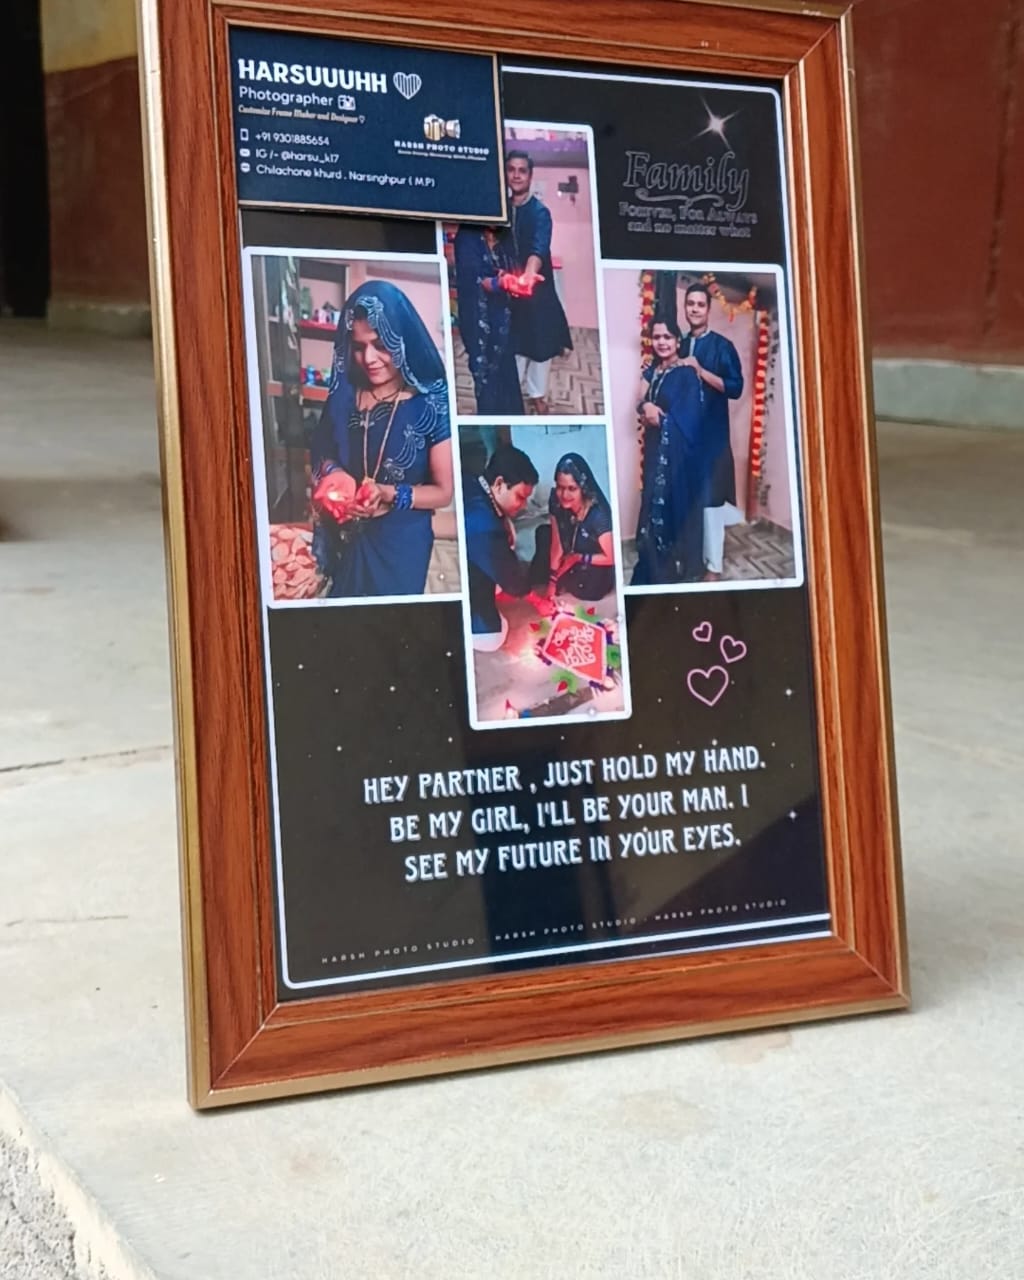 HARSUUUHH
Photographer
Customize Frame Maker and Designer
+91 9301885654
IG /- @harsu_k17
Chilachone khurd . Narsinghpur ( M.P)
HARSH PHOTO STUDIO
Family
Forever, For Always
and no matter what
HEY PARTNER , JUST HOLD MY HAND.
BE MY GIRL, I'LL BE YOUR MAN. I
SEE MY FUTURE IN YOUR EYES.
HARSH PHOTO STUDIO . HARSH PHOTO STUDIO . HARSH PHOTO STUDIO